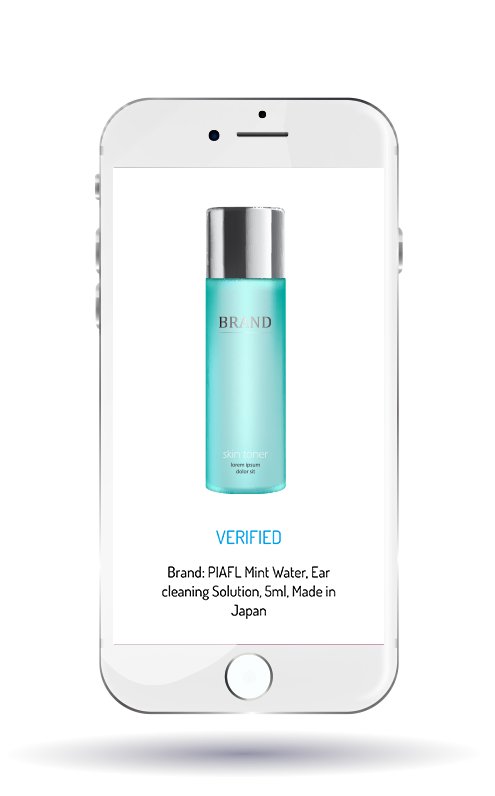 BRAND
skin toner
lorem ipsum
dolor sit
VERIFIED
Brand: PIAFL Mint Water, Ear
cleaning Solution, 5ml, Made in
Japan